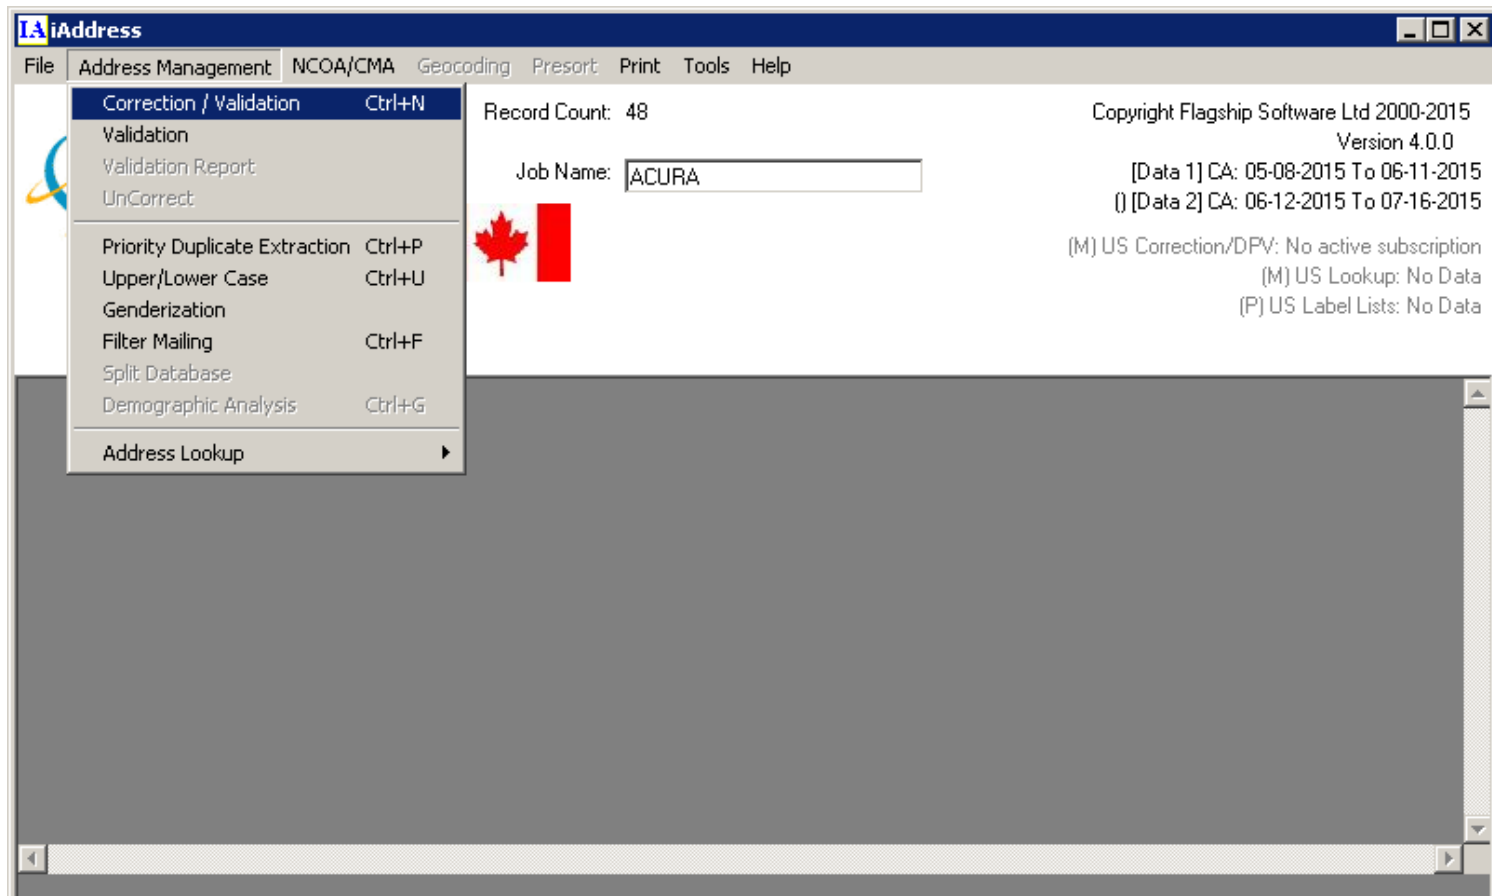 IA iAddress
File Address Management NCOA/CMA Geocoding Presort Print Tools Help
Correction / Validation Ctrl+N
Validation
Validation Report
UnCorrect
Priority Duplicate Extraction Ctrl+P
Upper/Lower Case Ctrl+U
Genderization
Filter Mailing Ctrl+F
Split Database
Demographic Analysis Ctrl+G
Address Lookup
Record Count: 48
Job Name: ACURA
Copyright Flagship Software Ltd 2000-2015
Version 4.0.0
[Data 1] CA: 05-08-2015 To 06-11-2015
() [Data 2] CA: 06-12-2015 To 07-16-2015
(M) US Correction/DPV: No active subscription
(M) US Lookup: No Data
(P) US Label Lists: No Data